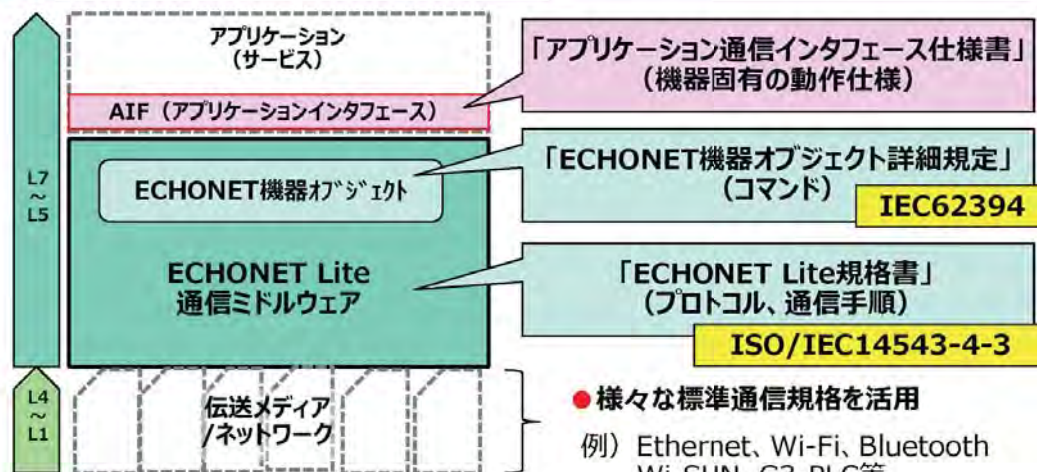 アプリケーション
(サービス)
AIF(アプリケーションインタフェース)
L7
～
L5
ECHONET機器オブジェクト
ECHONET Lite
通信ミドルウェア
L4
～
L1
伝送メディア
/ネットワーク
「アプリケーション通信インタフェース仕様書」
(機器固有の動作仕様)
「ECHONET機器オブジェクト詳細規定」
(コマンド)
IEC62394
「ECHONET Lite規格書」
(プロトコル、通信手順)
ISO/IEC14543-4-3
●様々な標準通信規格を活用
例）Ethernet、Wi-Fi、Bluetooth
Wi-SUN、G3-PLC等